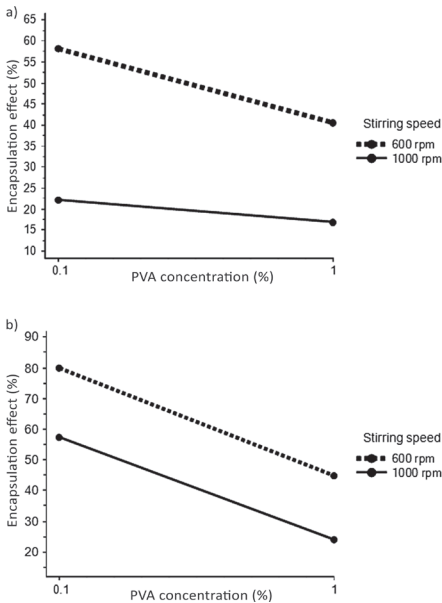 a)
65
60
55
50
45
40
35
30
25
20
15
10
Encapsulation effect (%)
0.1
1
PVA concentration (%)
Stirring speed
600 rpm
1000 rpm
b)
90
80
70
60
50
40
30
20
Encapsulation effect (%)
0.1
1
PVA concentration (%)
Stirring speed
600 rpm
1000 rpm